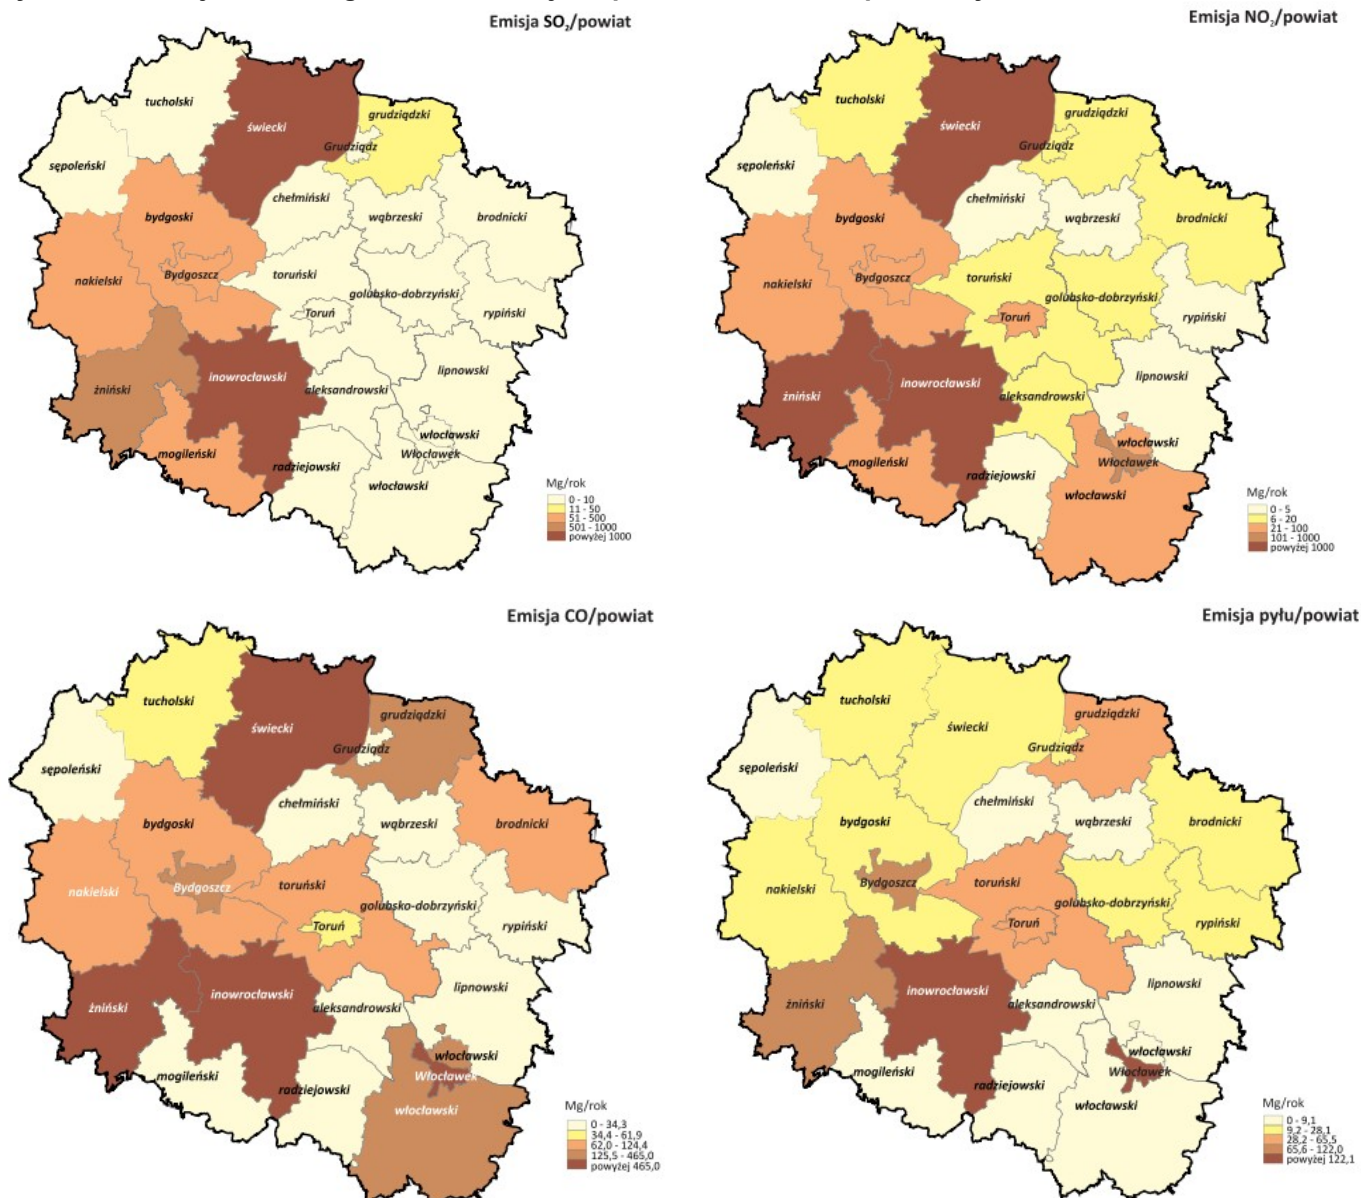 Emisja SO₂/powiat
tucholski
świecki
grudziądzki
Grudziądz
sępoleński
chełmiński
wąbrzeski
brodnicki
bydgoski
nakielski
Bydgoszcz
toruński
golubsko-dobrzyński
Toruń
rypiński
żniński
inowrocławski
aleksandrowski
lipnowski
mogileński
radziejowski
włocławski
Włocławek
włocławski
Mg/rok
0 - 10
11 - 50
51 - 500
501 - 1000
powyżej 1000
Emisja NO₂/powiat
tucholski
świecki
grudziądzki
Grudziądz
sępoleński
chełmiński
wąbrzeski
brodnicki
bydgoski
nakielski
Bydgoszcz
toruński
golubsko-dobrzyński
Toruń
rypiński
żniński
inowrocławski
aleksandrowski
lipnowski
mogileński
radziejowski
włocławski
Włocławek
włocławski
Mg/rok
0 - 5
6 - 20
21 - 100
101 - 1000
powyżej 1000
Emisja CO/powiat
tucholski
świecki
grudziądzki
Grudziądz
sępoleński
chełmiński
wąbrzeski
brodnicki
bydgoski
nakielski
Bydgoszcz
toruński
golubsko-dobrzyński
Toruń
rypiński
żniński
inowrocławski
aleksandrowski
lipnowski
mogileński
radziejowski
włocławski
Włocławek
włocławski
Mg/rok
0 - 34,3
34,4 - 61,9
62,0 - 124,4
125,5 - 465,0
powyżej 465,0
Emisja pyłu/powiat
tucholski
świecki
grudziądzki
Grudziądz
sępoleński
chełmiński
wąbrzeski
brodnicki
bydgoski
nakielski
Bydgoszcz
toruński
golubsko-dobrzyński
Toruń
rypiński
żniński
inowrocławski
aleksandrowski
lipnowski
mogileński
radziejowski
włocławski
Włocławek
włocławski
Mg/rok
0 - 9,1
9,2 - 28,1
28,2 - 65,5
65,6 - 122,0
powyżej 122,1